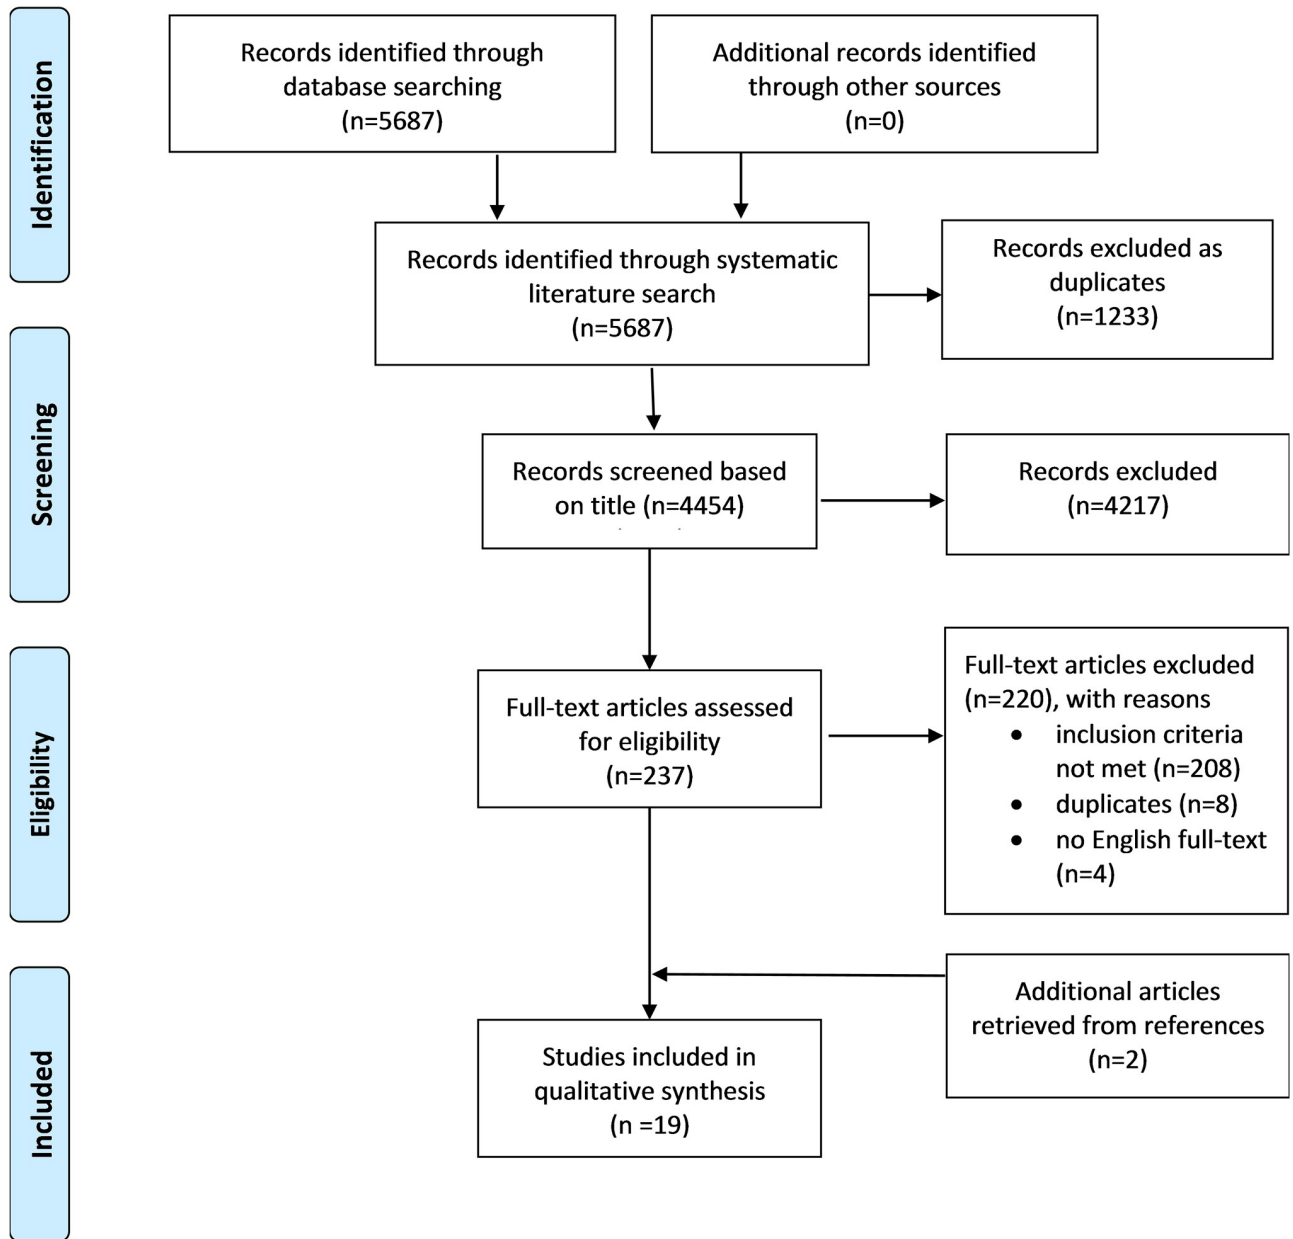 Identification
Records identified through
database searching
(n=5687)
Additional records identified
through other sources
(n=0)
Records identified through systematic
literature search
(n=5687)
Records excluded as
duplicates
(n=1233)
Screening
Records screened based
on title (n=4454)
Records excluded
(n=4217)
Eligibility
Full-text articles assessed
for eligibility
(n=237)
Full-text articles excluded
(n=220), with reasons
• inclusion criteria
not met (n=208)
• duplicates (n=8)
• no English full-text
(n=4)
Included
Additional articles
retrieved from references
(n=2)
Studies included in
qualitative synthesis
(n =19)